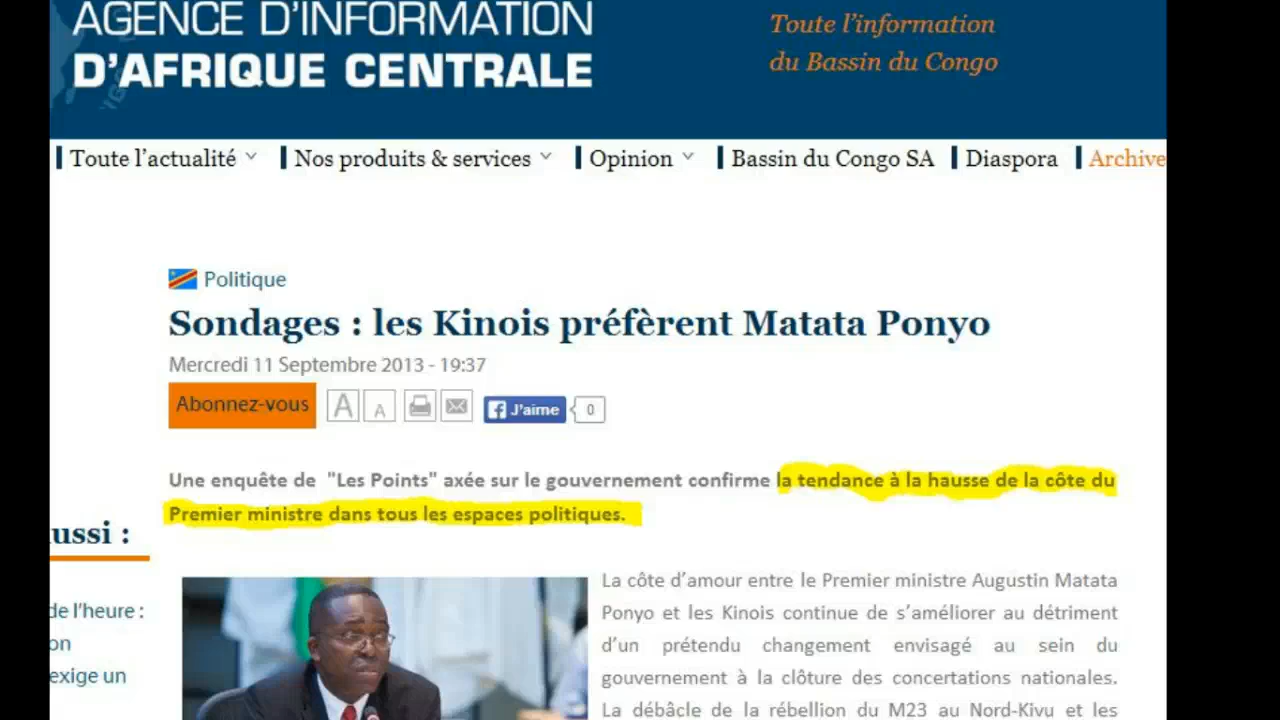 AGENCE D'INFORMATION
D'AFRIQUE CENTRALE
Toute l'information
du Bassin du Congo
Toute l'actualité
Nos produits & services
Opinion
Bassin du Congo SA
Diaspora
Archive
Politique
Sondages : les Kinois préfèrent Matata Ponyo
Mercredi 11 Septembre 2013 - 19:37
Abonnez-vous
A
A
f J'aime
0
Une enquête de "Les Points" axée sur le gouvernement confirme la tendance à la hausse de la côte du
Premier ministre dans tous les espaces politiques.
ussi :
de l'heure :
on
exige un
La côte d'amour entre le Premier ministre Augustin Matata
Ponyo et les Kinois continue de s'améliorer au détriment
d'un prétendu changement envisagé au sein du
gouvernement à la clôture des concertations nationales.
La débâcle de la rébellion du M23 au Nord-Kivu et les